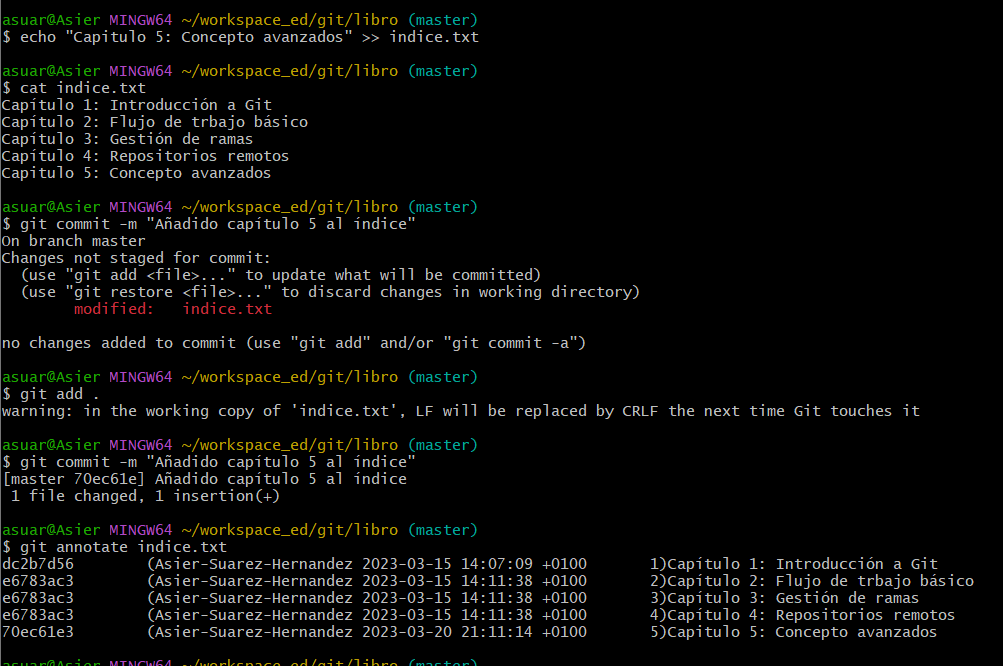 asuar@Asier MINGW64 ~/workspace_ed/git/libro (master)
$ echo "Capitulo 5: Concepto avanzados" >> indice.txt
asuar@Asier MINGW64 ~/workspace_ed/git/libro (master)
$ cat indice.txt
Capítulo 1: Introducción a Git
Capítulo 2: Flujo de trbajo básico
Capítulo 3: Gestión de ramas
Capítulo 4: Repositorios remotos
Capitulo 5: Concepto avanzados
asuar@Asier MINGW64 ~/workspace_ed/git/libro (master)
$ git commit -m "Añadido capítulo 5 al índice"
On branch master
Changes not staged for commit:
  (use "git add <file>..." to update what will be committed)
  (use "git restore <file>..." to discard changes in working directory)
        modified:   indice.txt
no changes added to commit (use "git add" and/or "git commit -a")
asuar@Asier MINGW64 ~/workspace_ed/git/libro (master)
$ git add .
warning: in the working copy of 'indice.txt', LF will be replaced by CRLF the next time Git touches it
asuar@Asier MINGW64 ~/workspace_ed/git/libro (master)
$ git commit -m "Añadido capítulo 5 al índice"
[master 70ec61e] Añadido capítulo 5 al índice
 1 file changed, 1 insertion(+)
asuar@Asier MINGW64 ~/workspace_ed/git/libro (master)
$ git annotate indice.txt
dc2b7d56        (Asier-Suarez-Hernandez 2023-03-15 14:07:09 +0100       1)Capítulo 1: Introducción a Git
e6783ac3        (Asier-Suarez-Hernandez 2023-03-15 14:11:38 +0100       2)Capítulo 2: Flujo de trbajo básico
e6783ac3        (Asier-Suarez-Hernandez 2023-03-15 14:11:38 +0100       3)Capítulo 3: Gestión de ramas
e6783ac3        (Asier-Suarez-Hernandez 2023-03-15 14:11:38 +0100       4)Capítulo 4: Repositorios remotos
70ec61e3        (Asier-Suarez-Hernandez 2023-03-20 21:11:14 +0100       5)Capitulo 5: Concepto avanzados
asuar@Asier MINGW64 ~/workspace_ed/git/libro (master)